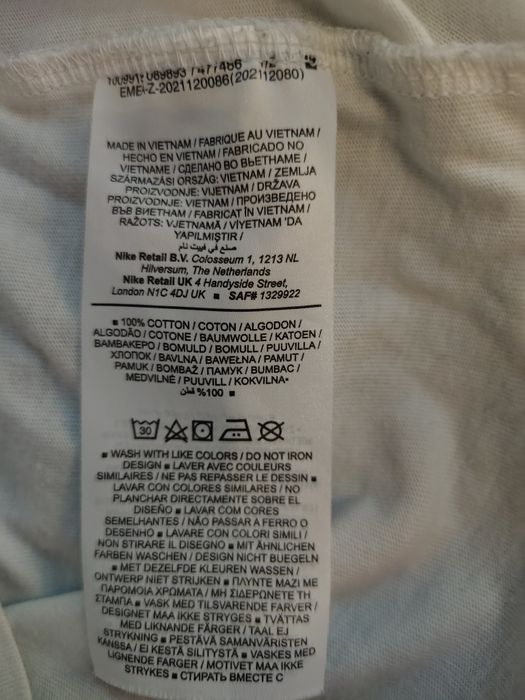 EMEA-Z-2021120086(202112080)
MADE IN VIETNAM / FABRIQUE AU VIETNAM /
HECHO EN VIETNAM / FABRICADO NO
VIETNAME / СДЕЛАНО ВО ВЬЕТНАМЕ /
SZÁRMAZÁSI ORSZÁG: VIETNAM / ZEMLJA
PROIZVODNJE: VIJETNAM / DRŽAVA
PROIZVODNJE: VIETNAM / ПРОИЗВЕДЕНО
ВЪВ ВИЕТНАМ / FABRICAT ÎN VIETNAM /
RAŽOTS: VJETNAMĀ / VİYETNAM 'DA
YAPILMIŞTIR /
صنع في فييت نام
Nike Retail B.V. Colosseum 1, 1213 NL
Hilversum, The Netherlands
Nike Retail UK 4 Handyside Street,
London N1C 4DJ UK ■ SAF# 1329922
■ 100% COTTON / COTON / ALGODON /
ALGODÃO / COTONE / BAUMWOLLE / KATOEN /
ΒΑΜΒΑΚΕΡΟ / BOMULD / BOMULL / PUUVILLA /
ХЛОПОК / BAVLNA / BAWEŁNA / PAMUT /
PAMUK / BOMBAŽ / ПАМУК / BUMBAC /
MEDVILNĖ / PUUVILL / KOKVILNA▪
%100 قطن ■
30
■ WASH WITH LIKE COLORS / DO NOT IRON
DESIGN ■ LAVER AVEC COULEURS
SIMILAIRES / NE PAS REPASSER LE DESSIN ■
LAVAR CON COLORES SIMILARES / NO
PLANCHAR DIRECTAMENTE SOBRE EL
DISEÑO ■ LAVAR COM CORES
SEMELHANTES / NÃO PASSAR A FERRO O
DESENHO ■ LAVARE CON COLORI SIMILI /
NON STIRARE IL DISEGNO ■ MIT ÄHNLICHEN
FARBEN WASCHEN / DESIGN NICHT BUEGELN
■ MET DEZELFDE KLEUREN WASSEN /
ONTWERP NIET STRIJKEN ■ ΠΛΥΝΤΕ ΜΑΖΙ ΜΕ
ΠΑΡΟΜΟΙΑ ΧΡΩΜΑΤΑ / ΜΗ ΣΙΔΕΡΩΝΕΤΕ ΤΗ
ΣΤΑΜΠΑ ■ VASK MED TILSVARENDE FARVER /
DESIGNET MAA IKKE STRYGES ■ TVÄTTAS
MED LIKNANDE FÄRGER / TAAL EJ
STRYKNING ■ PESTÄVÄ SAMANVÄRISTEN
KANSSA / EI KESTÄ SILITYSTÄ ■ VASKES MED
LIGNENDE FARGER / MOTIVET MAA IKKE
STRYKES ■ СТИРАТЬ ВМЕСТЕ С